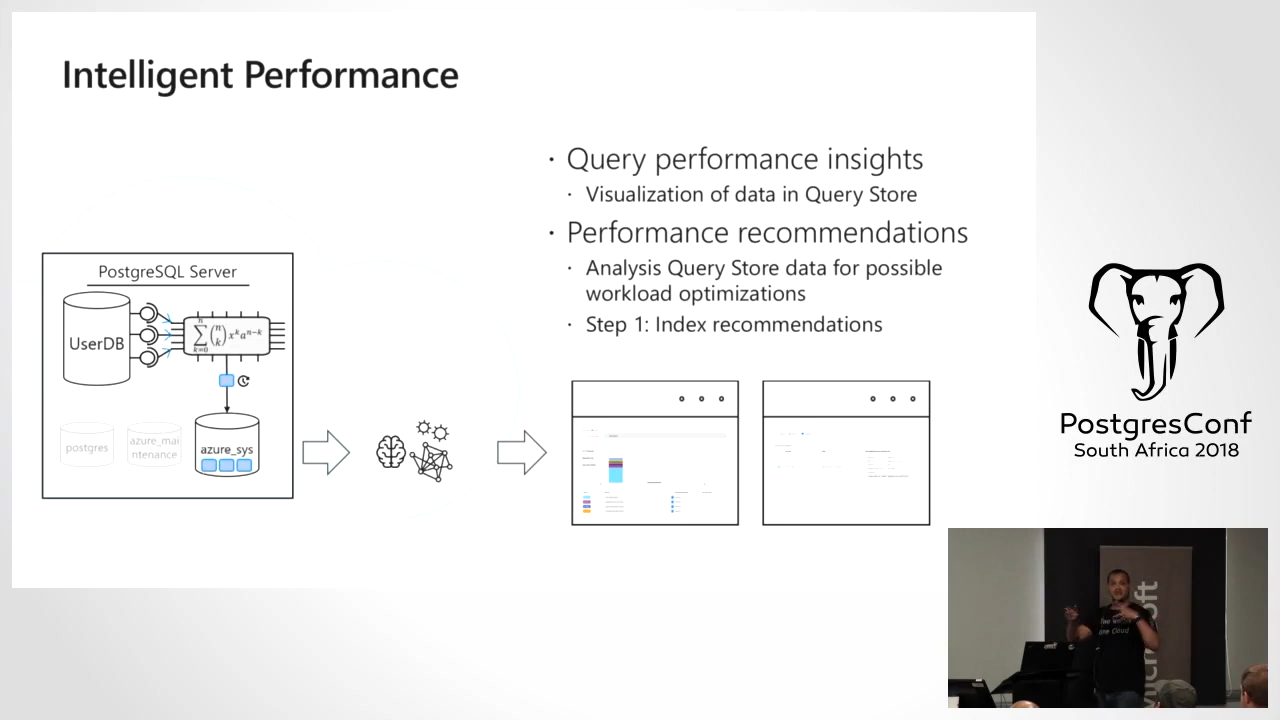 Intelligent Performance
· Query performance insights
· Visualization of data in Query Store
· Performance recommendations
· Analysis Query Store data for possible
workload optimizations
· Step 1: Index recommendations
PostgreSQL Server
UserDB
postgres
azure_mai
ntenance
azure_sys
PostgresConf
South Africa 2018